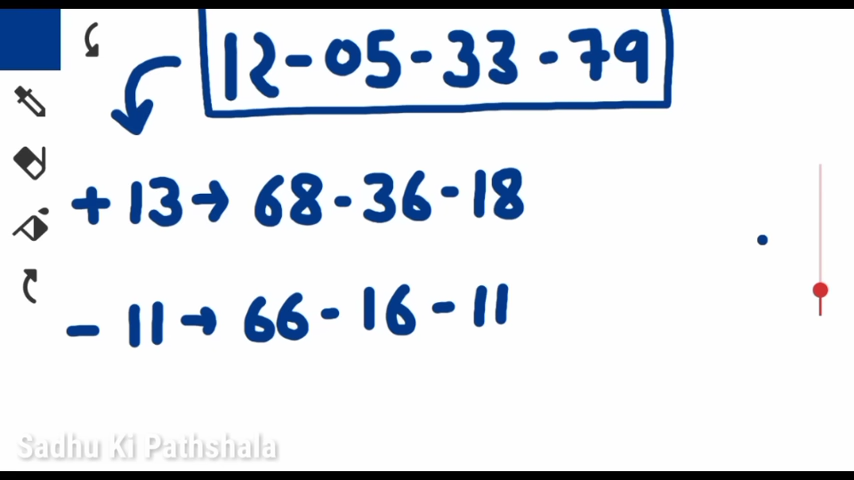 12-05-33-79
+ 13 → 68-36-18
- 11 → 66-16-11
Sadhu Ki Pathshala